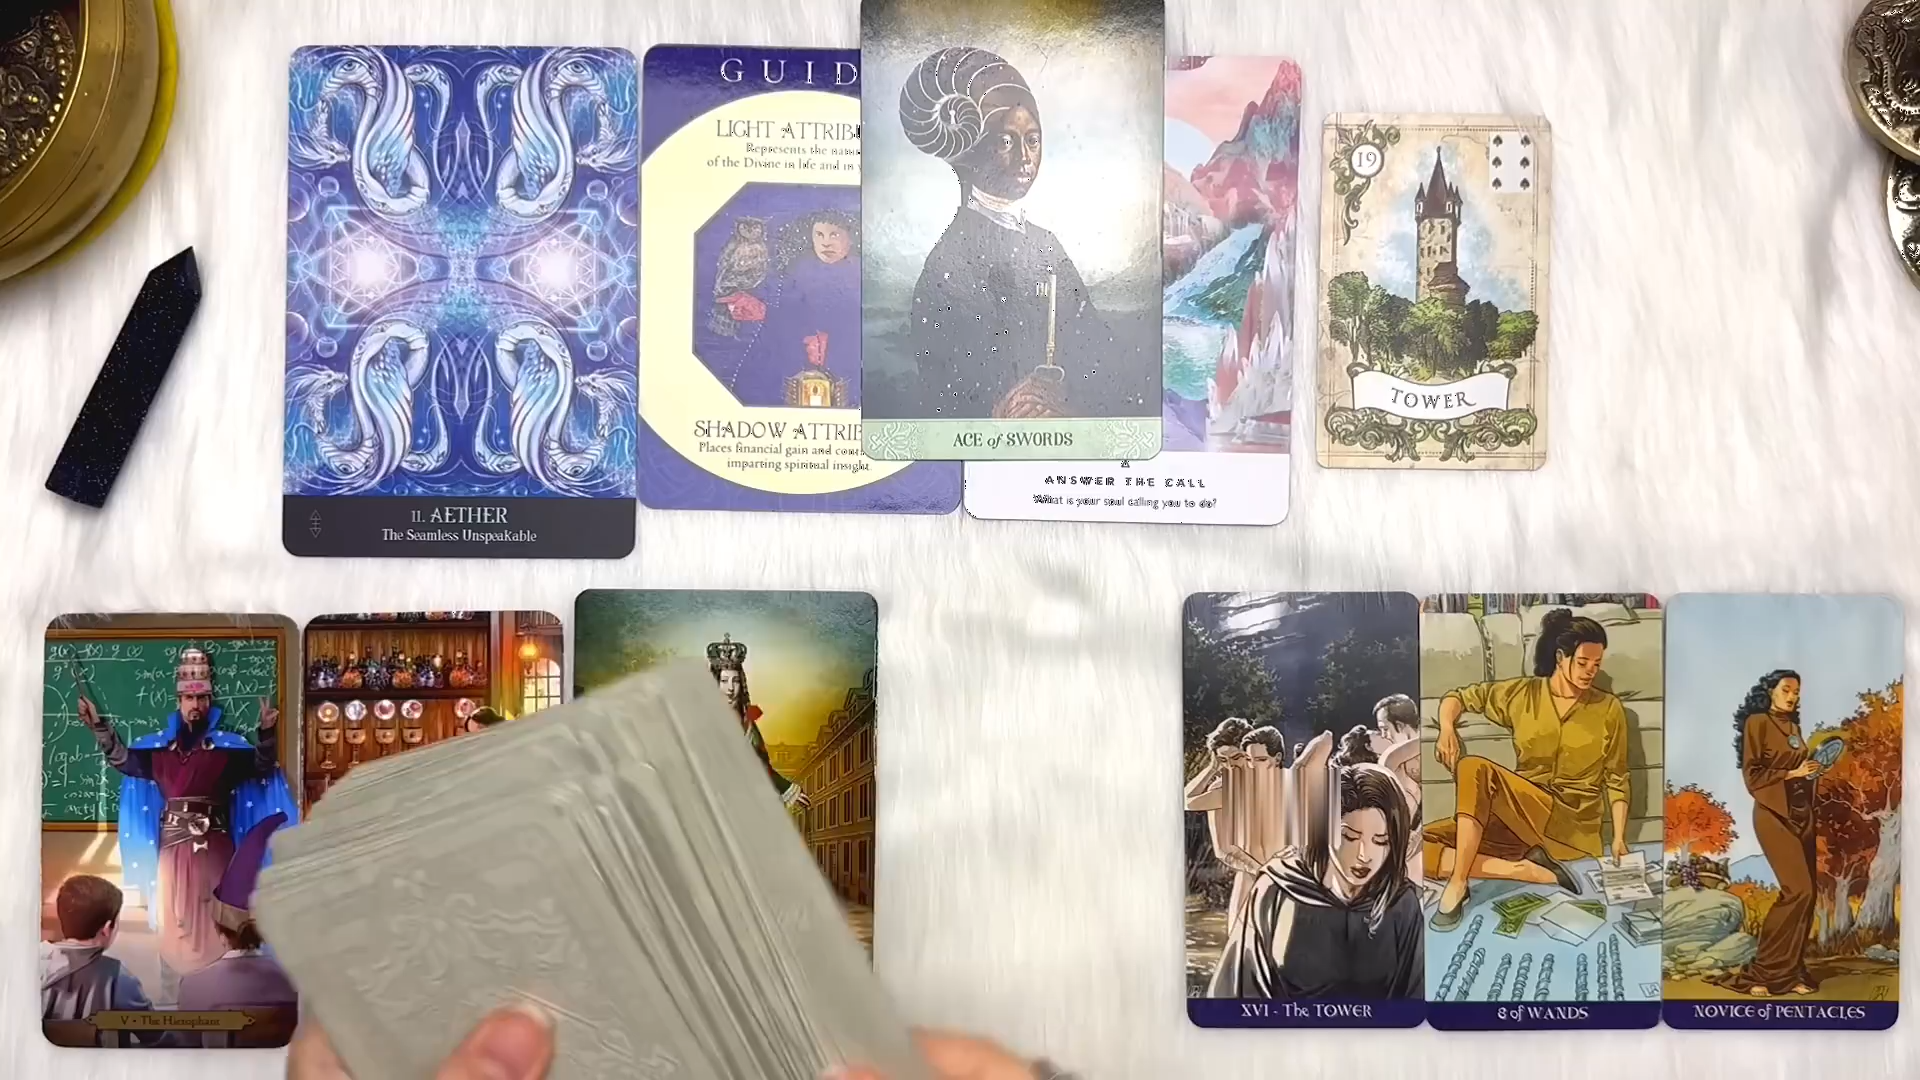 GUID
LIGHT ATTRIB
Represents the
of the Divine in life and in
SHADOW ATTRIB
Places financial gain and
imparting spiritual insight
II. AETHER
The Seamless Unspeakable
ACE of SWORDS
ANSWER THE CALL
What is your soul calling you to do?
19
TOWER
V • The Hierophant
XVI - The TOWER
8 of WANDS
NOVICE of PENTACLES